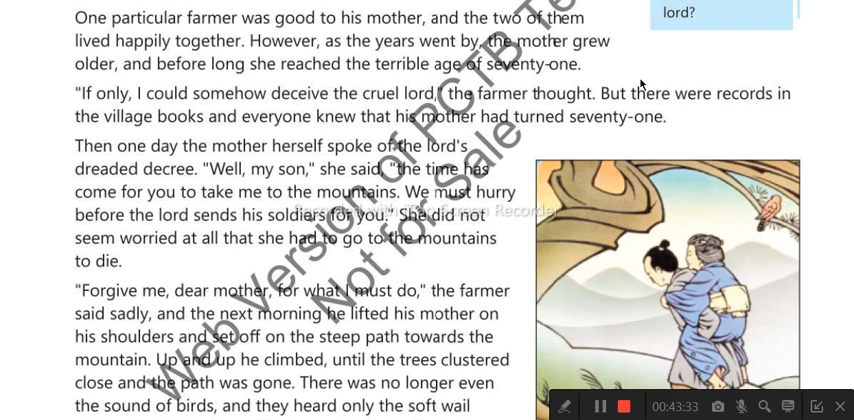 lord?
One particular farmer was good to his mother, and the two of them
lived happily together. However, as the years went by, the mother grew
older, and before long she reached the terrible age of seventy-one.
"If only, I could somehow deceive the cruel lord," the farmer thought. But there were records in
the village books and everyone knew that his mother had turned seventy-one.
Then one day the mother herself spoke of the lord's
dreaded decree. "Well, my son," she said, "the time has
come for you to take me to the mountains. We must hurry
before the lord sends his soldiers for you." She did not
seem worried at all that she had to go to the mountains
to die.
"Forgive me, dear mother, for what I must do," the farmer
said sadly, and the next morning he lifted his mother on
his shoulders and set off on the steep path towards the
mountain. Up and up he climbed, until the trees clustered
close and the path was gone. There was no longer even
the sound of birds, and they heard only the soft wail
Web Version of PCTB Te
Not for Sale
Recorded with iTop Screen Recorder
00:43:33